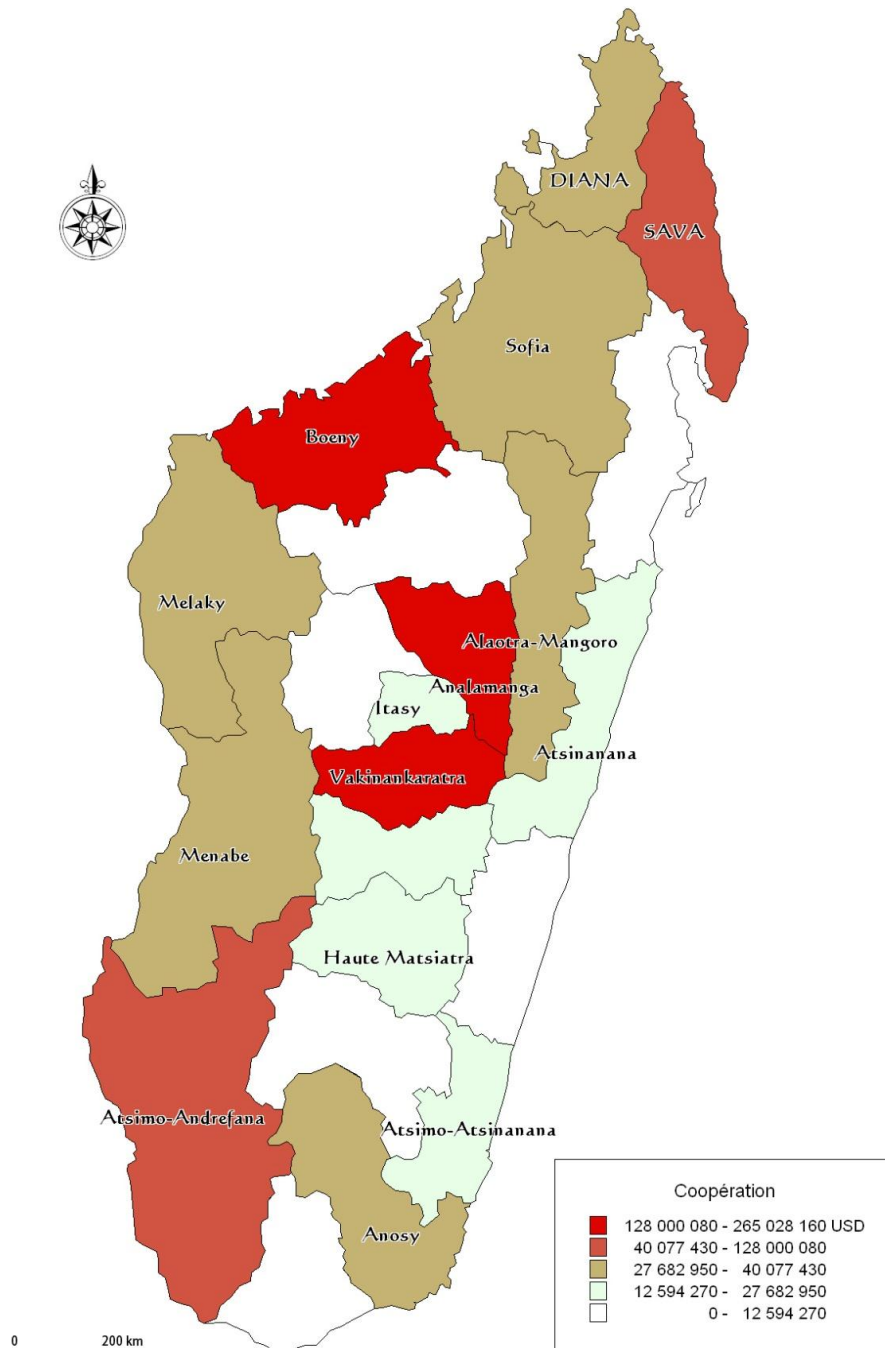 DIANA
SAVA
Sofia
Boeny
Melaky
Alaotra-Mangoro
Analamanga
Itasy
Atsinanana
Vakinankaratra
Menabe
Haute Matsiatra
Atsimo-Andrefana
Atsimo-Atsinanana
Anosy
Coopération
128 000 080 - 265 028 160 USD
40 077 430 - 128 000 080
27 682 950 - 40 077 430
12 594 270 - 27 682 950
0 - 12 594 270
0 200 km